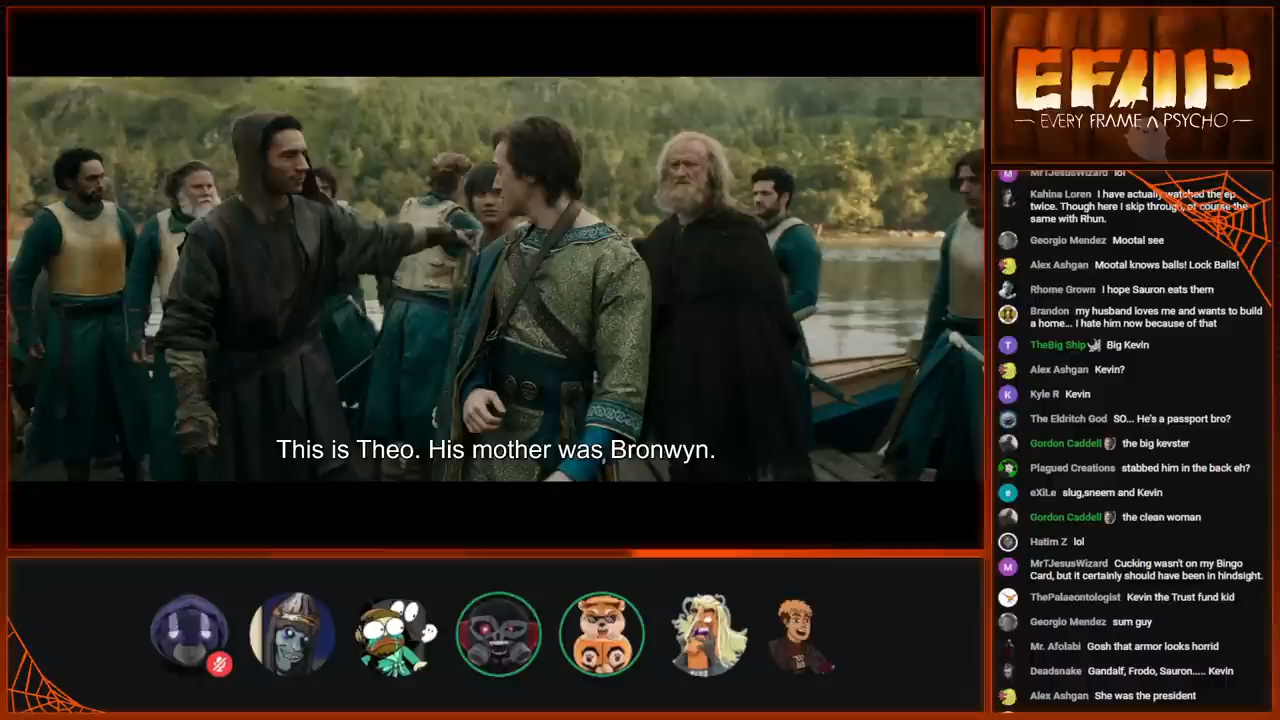 This is Theo. His mother was Bronwyn.
EFAP
EVERY FRAME A PSYCHO
MrTJesusWizard lol
Kahina Loren I have actually watched the ep
twice. Though here I skip through, of course the
same with Rhun.
Georgio Mendez Mootal see
Alex Ashgan Mootal knows balls! Lock Balls!
Rhome Grown I hope Sauron eats them
Brandon my husband loves me and wants to build
a home... I hate him now because of that
T TheBig Ship Big Kevin
Alex Ashgan Kevin?
K Kyle R Kevin
The Eldritch God SO... He's a passport bro?
Gordon Caddell the big kevster
Plagued Creations stabbed him in the back eh?
e eXiLe slug,sneem and Kevin
Gordon Caddell the clean woman
Hatim Z lol
M MrTJesusWizard Cucking wasn't on my Bingo
Card, but it certainly should have been in hindsight.
ThePalaeontologist Kevin the Trust fund kid
Georgio Mendez sum guy
Mr. Afolabi Gosh that armor looks horrid
Deadsnake Gandalf, Frodo, Sauron..... Kevin
Alex Ashgan She was the president